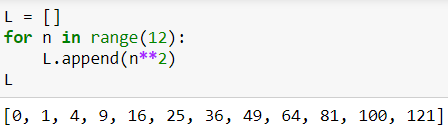 L = []
for n in range(12):
    L.append(n**2)
L
[0, 1, 4, 9, 16, 25, 36, 49, 64, 81, 100, 121]